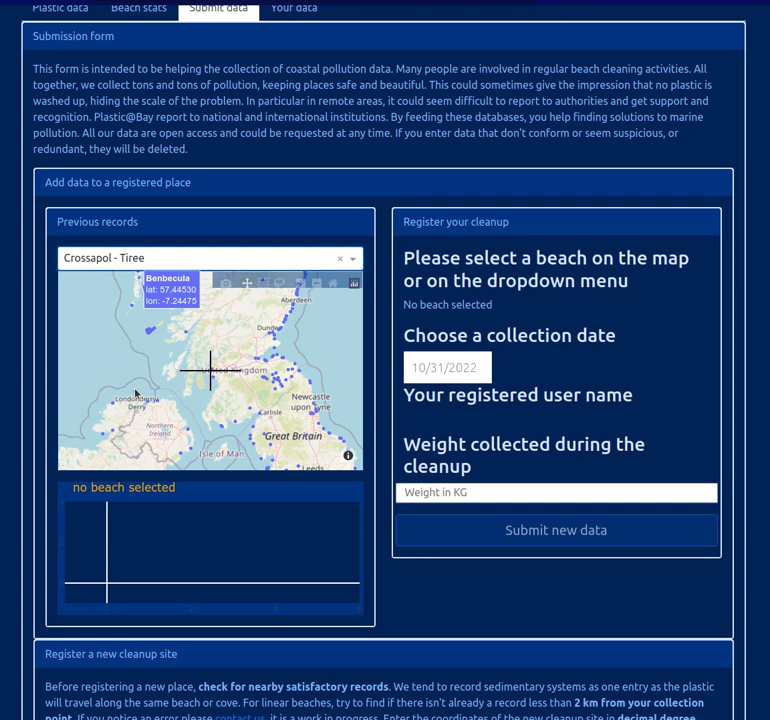 Plastic data Beach stats Submit data Your data
Submission form
This form is intended to be helping the collection of coastal pollution data. Many people are involved in regular beach cleaning activities. All
together, we collect tons and tons of pollution, keeping places safe and beautiful. This could sometimes give the impression that no plastic is
washed up, hiding the scale of the problem. In particular in remote areas, it could seem difficult to report to authorities and get support and
recognition. Plastic@Bay report to national and international institutions. By feeding these databases, you help finding solutions to marine
pollution. All our data are open access and could be requested at any time. If you enter data that don't conform or seem suspicious, or
redundant, they will be deleted.
Add data to a registered place
Previous records
Crossapol - Tiree
Benbecula
lat: 57.44530
lon: -7.24475
Aberdeen
United Kingdom
Londonderry/
Derry
Northern
Ireland
Carlisle
Newcastle
upon Tyne
Great Britain
Isle of Man
Leeds
no beach selected
Register your cleanup
Please select a beach on the map
or on the dropdown menu
No beach selected
Choose a collection date
10/31/2022
Your registered user name
Weight collected during the
cleanup
Weight in KG
Submit new data
Register a new cleanup site
Before registering a new place, check for nearby satisfactory records. We tend to record sedimentary systems as one entry as the plastic
will travel along the same beach or cove. For linear beaches, try to find if there isn't already a record less than 2 km from your collection
point. If you notice an error please contact us, it is a work in progress. Enter the coordinates of the new cleanup site in decimal degree